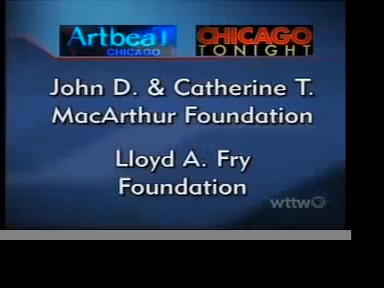 Artbeat CHICAGO
CHICAGO TONIGHT
John D. & Catherine T.
MacArthur Foundation
Lloyd A. Fry
Foundation
wttw